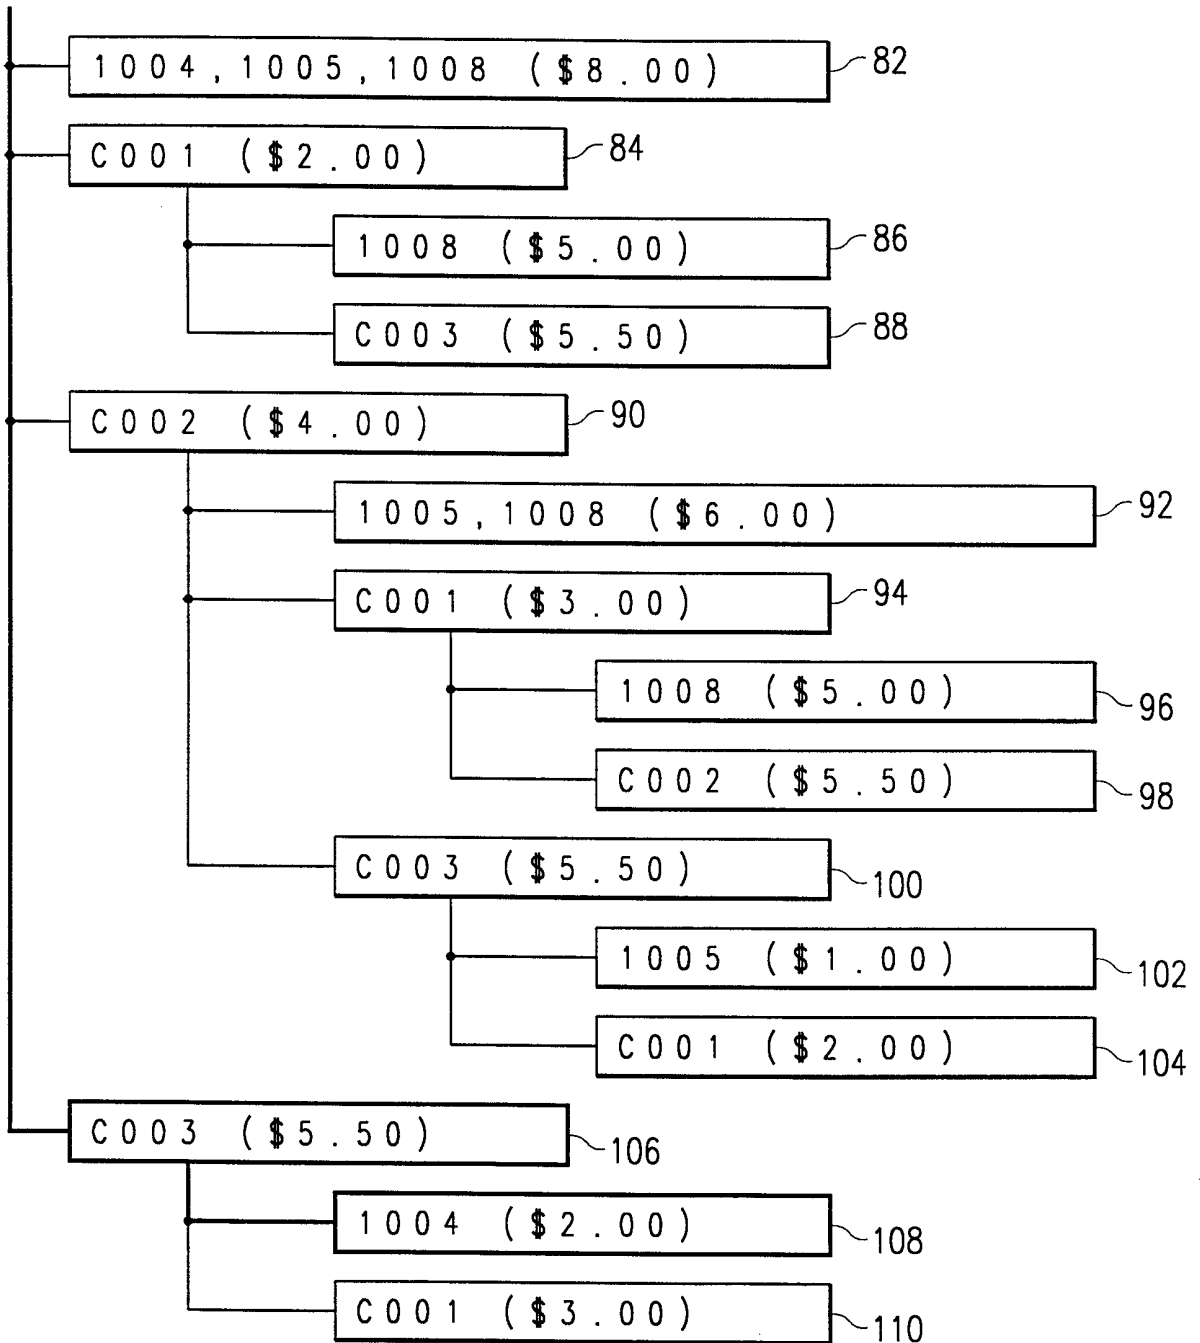 1004,1005,1008 ($8.00) 82
C001 ($2.00) 84
1008 ($5.00) 86
C003 ($5.50) 88
C002 ($4.00) 90
1005,1008 ($6.00) 92
C001 ($3.00) 94
1008 ($5.00) 96
C002 ($5.50) 98
C003 ($5.50) 100
1005 ($1.00) 102
C001 ($2.00) 104
C003 ($5.50) 106
1004 ($2.00) 108
C001 ($3.00) 110